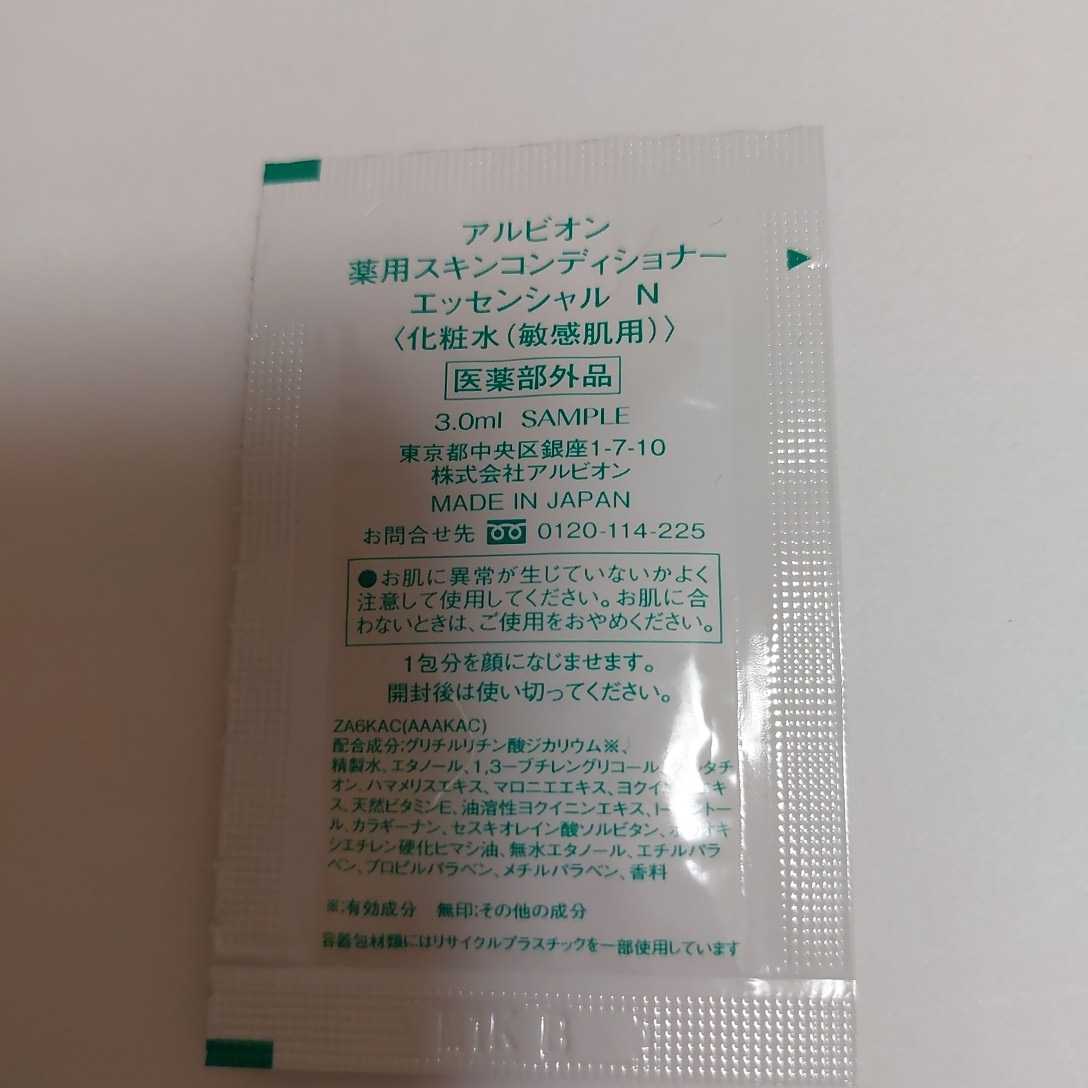 アルビオン
薬用スキンコンディショナー
エッセンシャル N
〈化粧水(敏感肌用)〉
医薬部外品
3.0ml SAMPLE
東京都中央区銀座1-7-10
株式会社アルビオン
MADE IN JAPAN
お問合せ先 0120-114-225
●お肌に異常が生じていないかよく
注意して使用してください。お肌に合
わないときは、ご使用をおやめください。
1包分を顔になじませます。
開封後は使い切ってください。
ZA6KAC(AAAKAC)
配合成分:グリチルリチン酸ジカリウム※、
精製水、エタノール、1,3ーブチレングリコール、
オン、ハマメリスエキス、マロニエエキス、
ス、天然ビタミンE、油溶性ヨクイニンエキス、
ル、カラギーナン、セスキオレイン酸ソルビタン、
シエチレン硬化ヒマシ油、無水エタノール、エチルパラ
ベン、プロピルパラベン、メチルパラベン、香料
※:有効成分 無印:その他の成分
容器包材類にはリサイクルプラスチックを一部使用しています